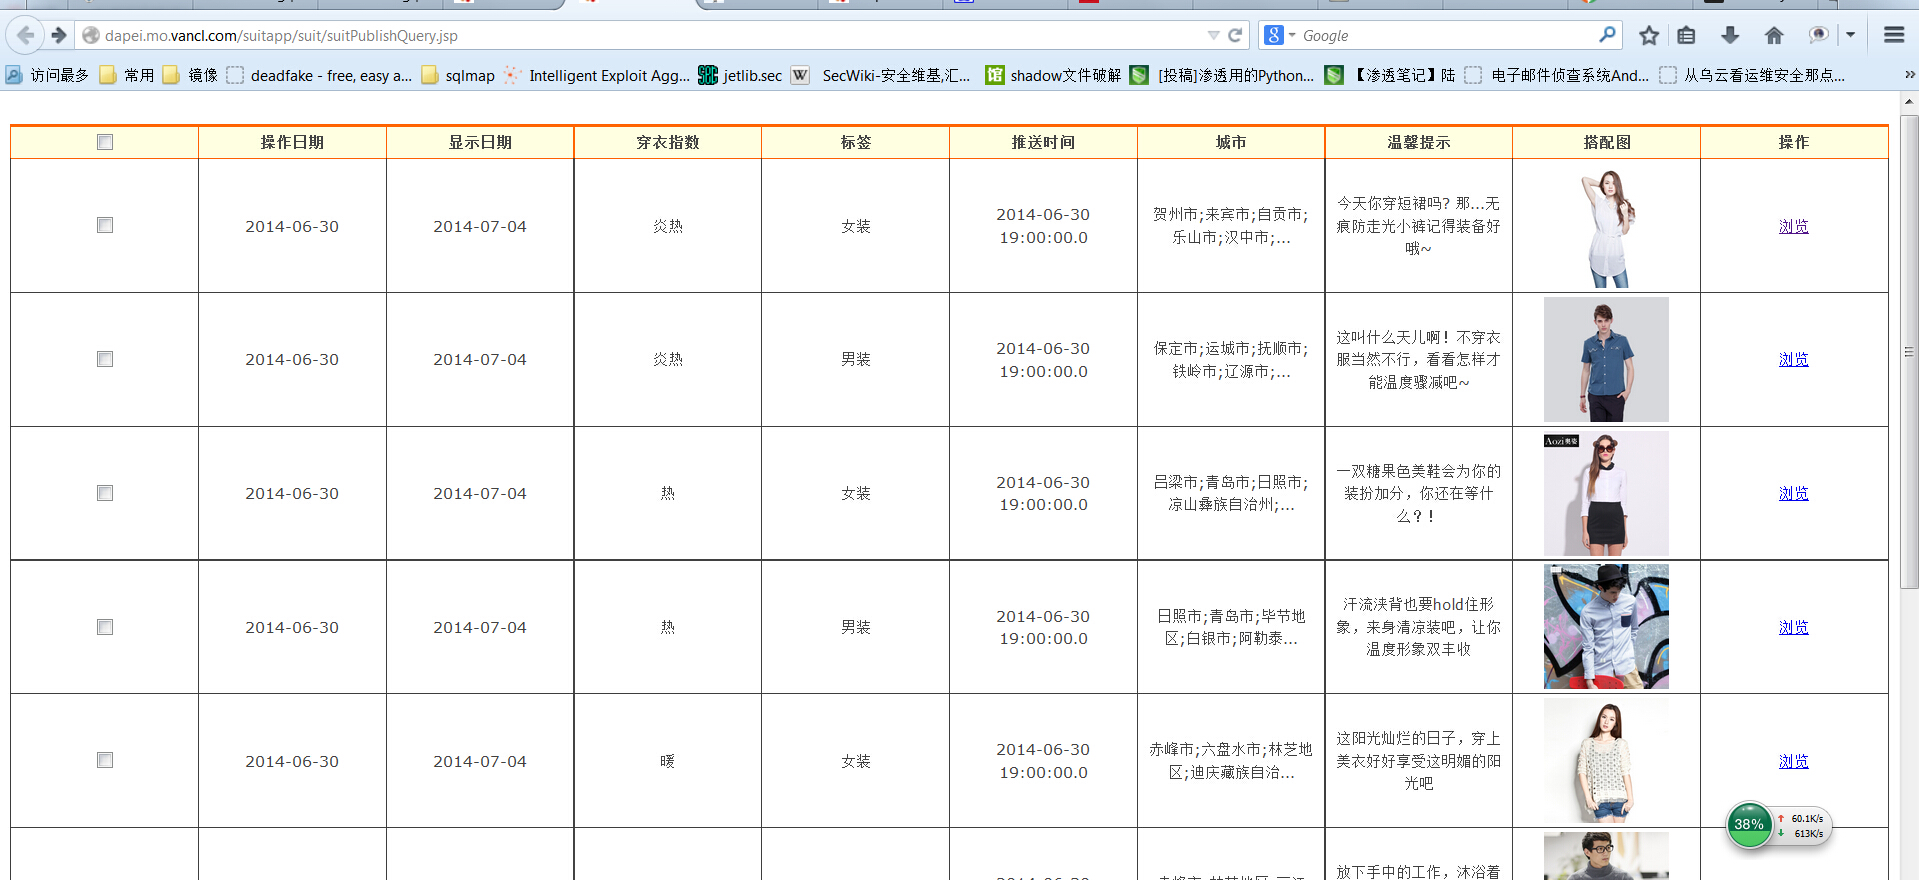 dapei.mo.vancl.com/suitapp/suit/suitPublishQuery.jsp
Google
访问最多 常用 镜像 deadfake - free, easy a... sqlmap Intelligent Exploit Agg... jetlib.sec SecWiki-安全维基,汇... shadow文件破解 [投稿]渗透用的Python... 【渗透笔记】陆 电子邮件侦查系统And... 从乌云看运维安全那点...
操作日期 显示日期 穿衣指数 标签 推送时间 城市 温馨提示 搭配图 操作
2014-06-30 2014-07-04 炎热 女装
2014-06-30
19:00:00.0
贺州市;来宾市;自贡市;
乐山市;汉中市;...
今天你穿短裙吗？那...无
痕防走光小裤记得装备好
哦~
浏览
2014-06-30 2014-07-04 炎热 男装
2014-06-30
19:00:00.0
保定市;运城市;抚顺市;
铁岭市;辽源市;...
这叫什么天儿啊！不穿衣
服当然不行，看看怎样才
能温度骤减吧~
浏览
2014-06-30 2014-07-04 热 女装
2014-06-30
19:00:00.0
吕梁市;青岛市;日照市;
凉山彝族自治州;...
一双糖果色美鞋会为你的
装扮加分，你还在等什
么？！
Aozi
浏览
2014-06-30 2014-07-04 热 男装
2014-06-30
19:00:00.0
日照市;青岛市;毕节地
区;白银市;阿勒泰...
汗流浃背也要hold住形
象，来身清凉装吧，让你
温度形象双丰收
浏览
2014-06-30 2014-07-04 暖 女装
2014-06-30
19:00:00.0
赤峰市;六盘水市;林芝地
区;迪庆藏族自治...
这阳光灿烂的日子，穿上
美衣好好享受这明媚的阳
光吧
浏览
38%
60.1K/s
613K/s
放下手中的工作，沐浴着